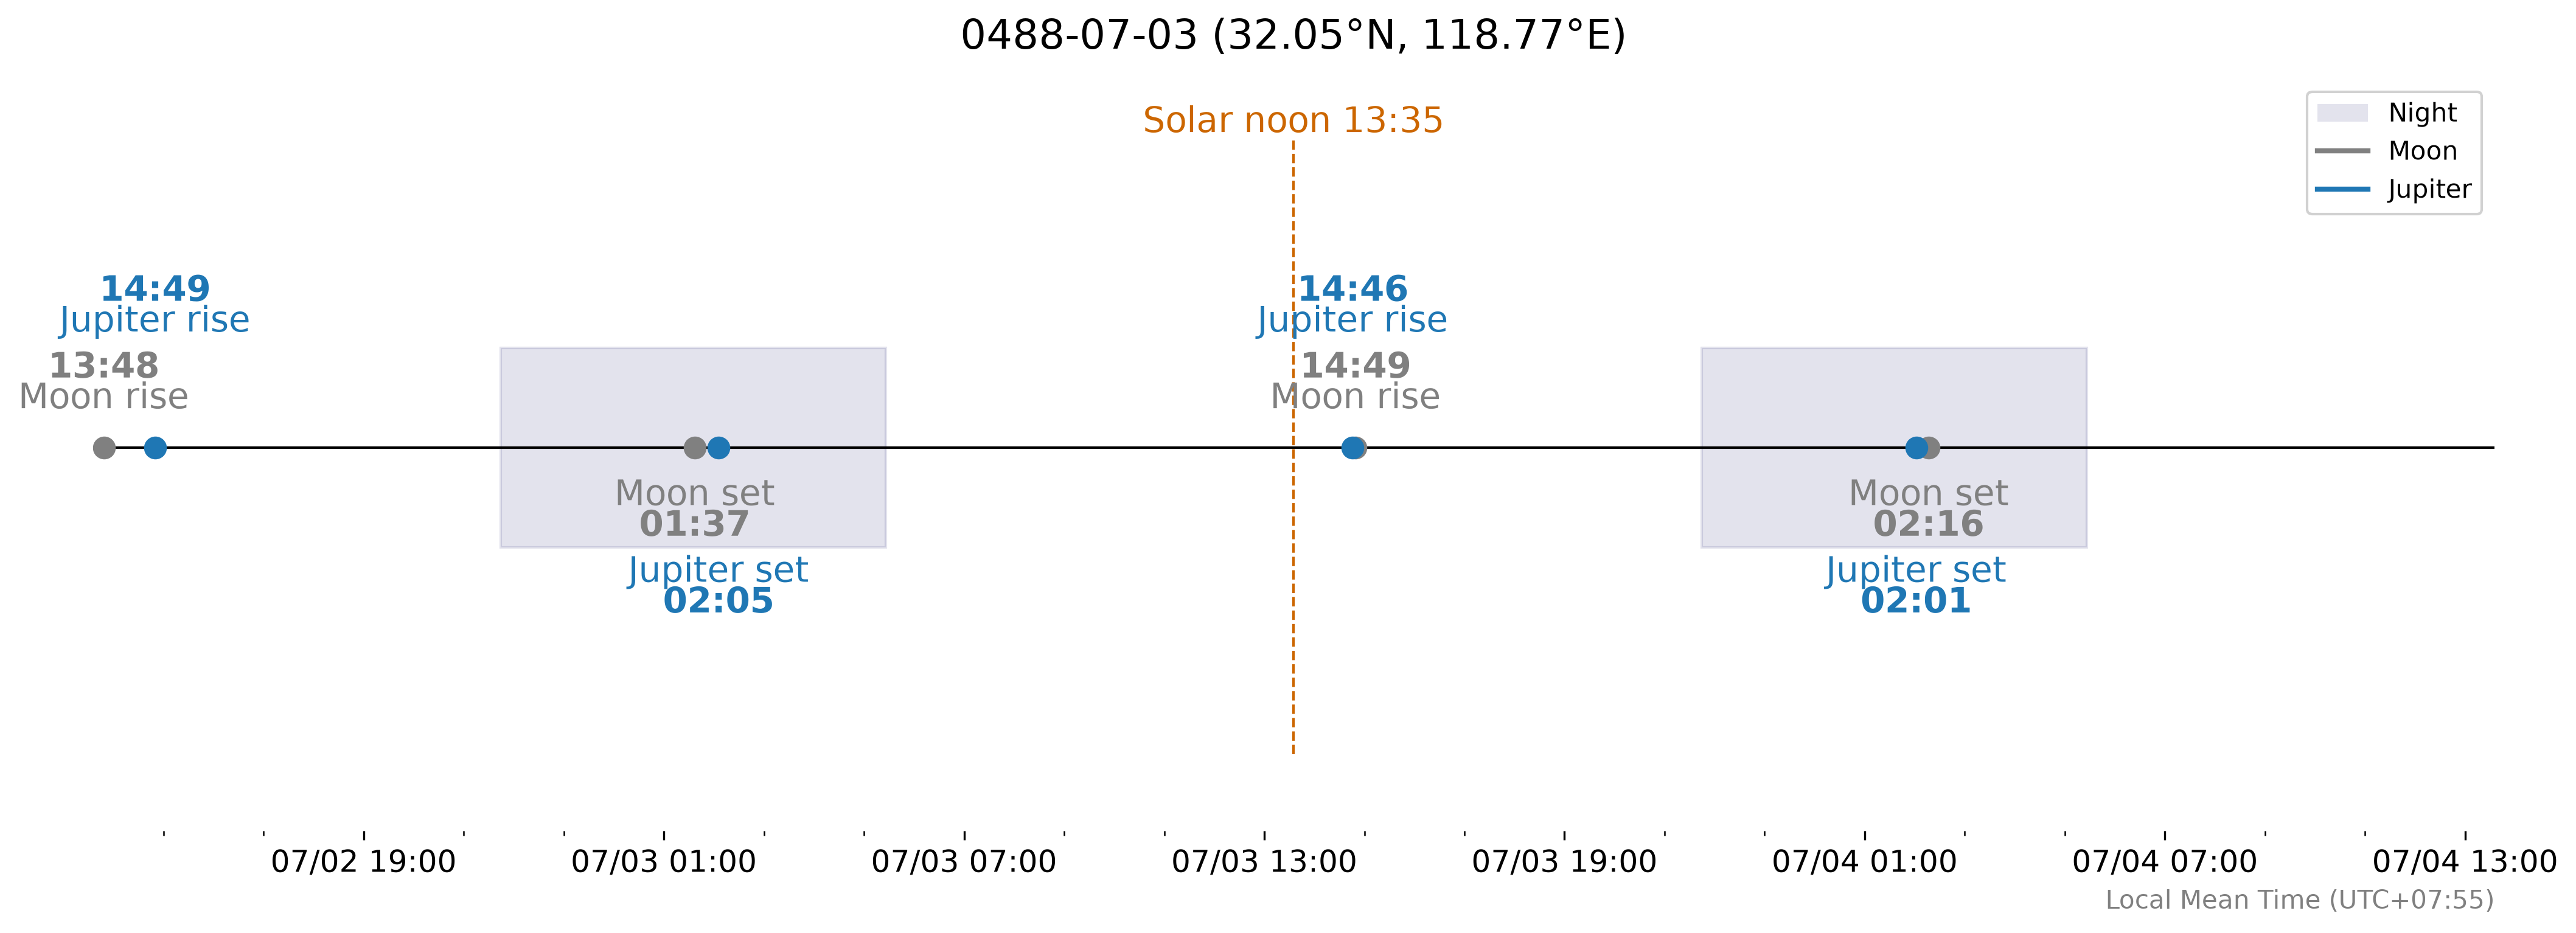 0488-07-03 (32.05°N, 118.77°E)
Solar noon 13:35
Night
Moon
Jupiter
14:49
Jupiter rise
13:48
Moon rise
14:46
Jupiter rise
14:49
Moon rise
Moon set
01:37
Jupiter set
02:05
Moon set
02:16
Jupiter set
02:01
07/02 19:00
07/03 01:00
07/03 07:00
07/03 13:00
07/03 19:00
07/04 01:00
07/04 07:00
07/04 13:00
Local Mean Time (UTC+07:55)